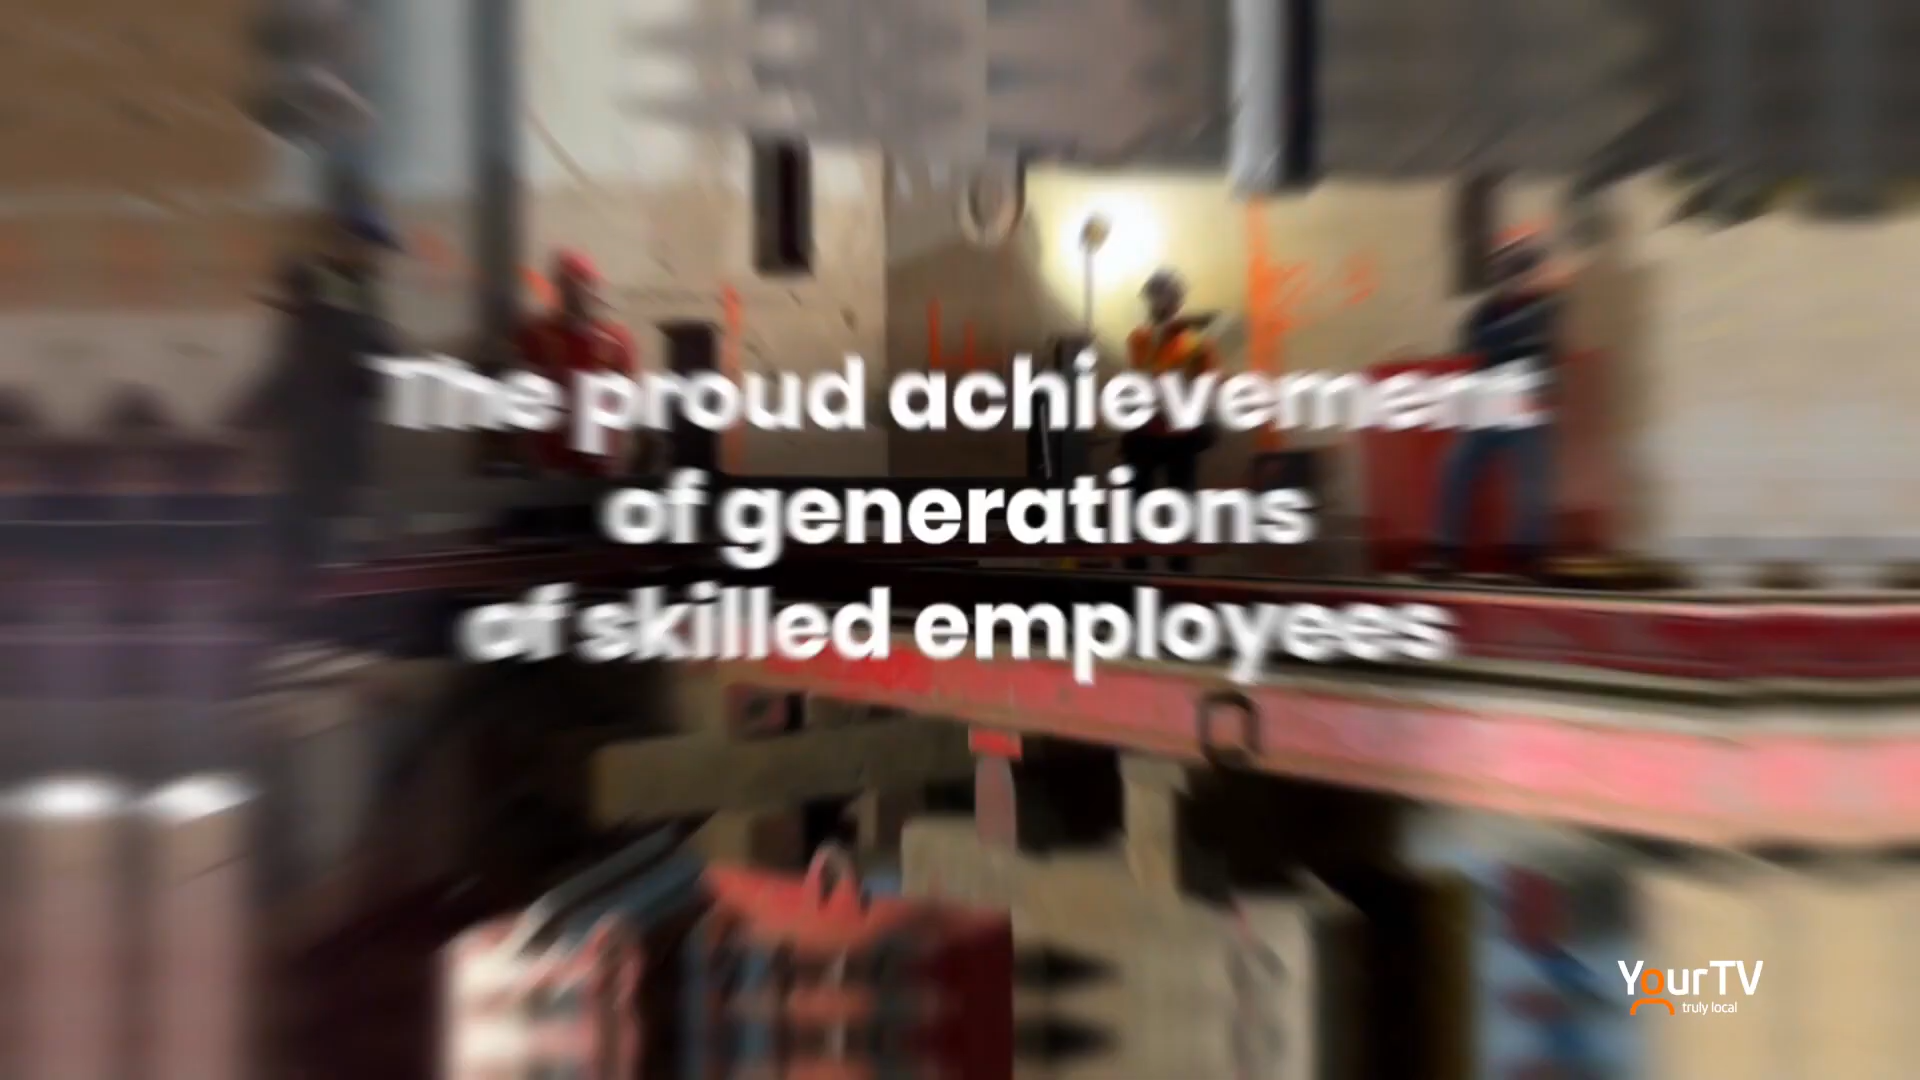 The proud achievement
of generations
of skilled employees
YourTV
truly local